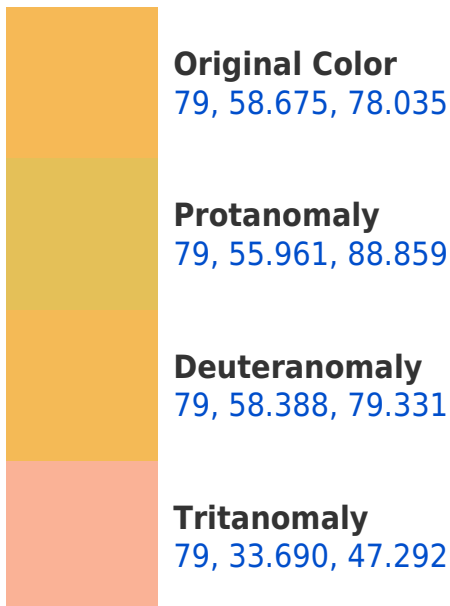 Original Color
79, 58.675, 78.035
Protanomaly
79, 55.961, 88.859
Deuteranomaly
79, 58.388, 79.331
Tritanomaly
79, 33.690, 47.292